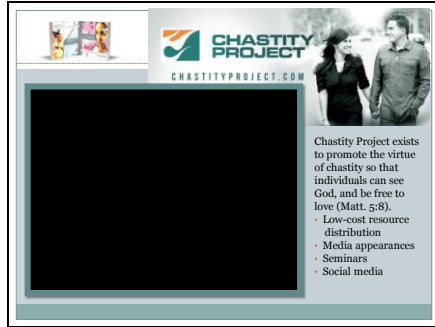 CHASTITY
PROJECT
CHASTITYPROJECT.COM
Chastity Project exists
to promote the virtue
of chastity so that
individuals can see
God, and be free to
love (Matt. 5:8).
• Low-cost resource
distribution
• Media appearances
• Seminars
• Social media